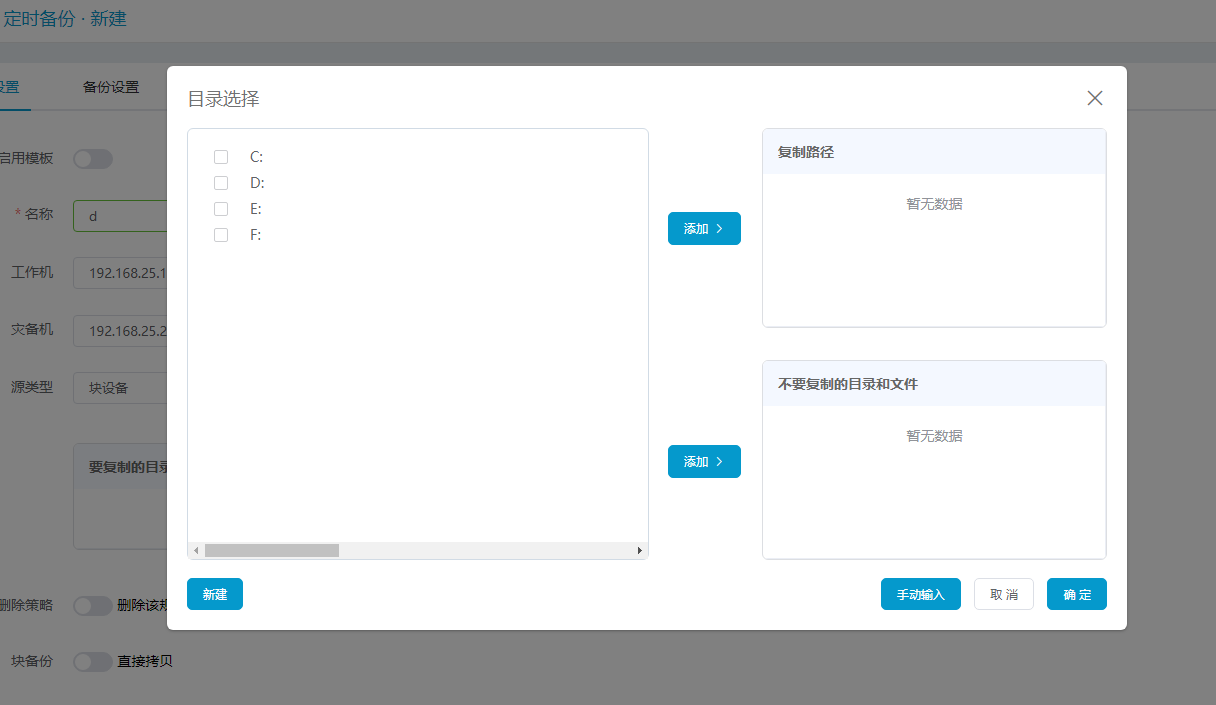 定时备份 · 新建
设置
备份设置
目录选择
启用模板
* 名称
d
工作机
192.168.25.1
灾备机
192.168.25.2
源类型
块设备
要复制的目录
删除策略
删除该规
块备份
直接拷贝
C:
D:
E:
F:
添加
复制路径
暂无数据
添加
不要复制的目录和文件
暂无数据
新建
手动输入
取 消
确 定